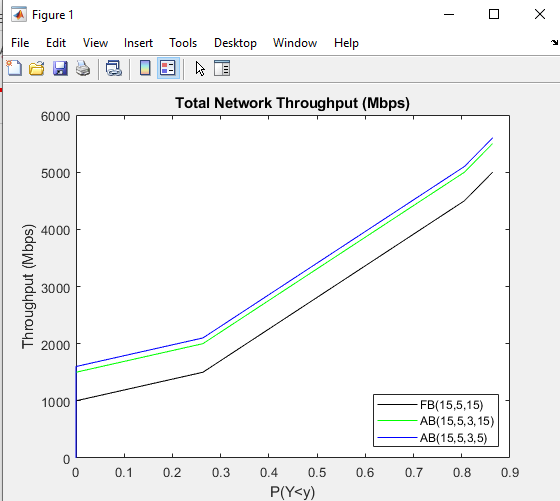 Figure 1
File Edit View Insert Tools Desktop Window Help
Total Network Throughput (Mbps)
6000
5000
4000
3000
2000
1000
0
Throughput (Mbps)
FB(15,5,15)
AB(15,5,3,15)
AB(15,5,3,5)
0 0.1 0.2 0.3 0.4 0.5 0.6 0.7 0.8 0.9
P(Y<y)